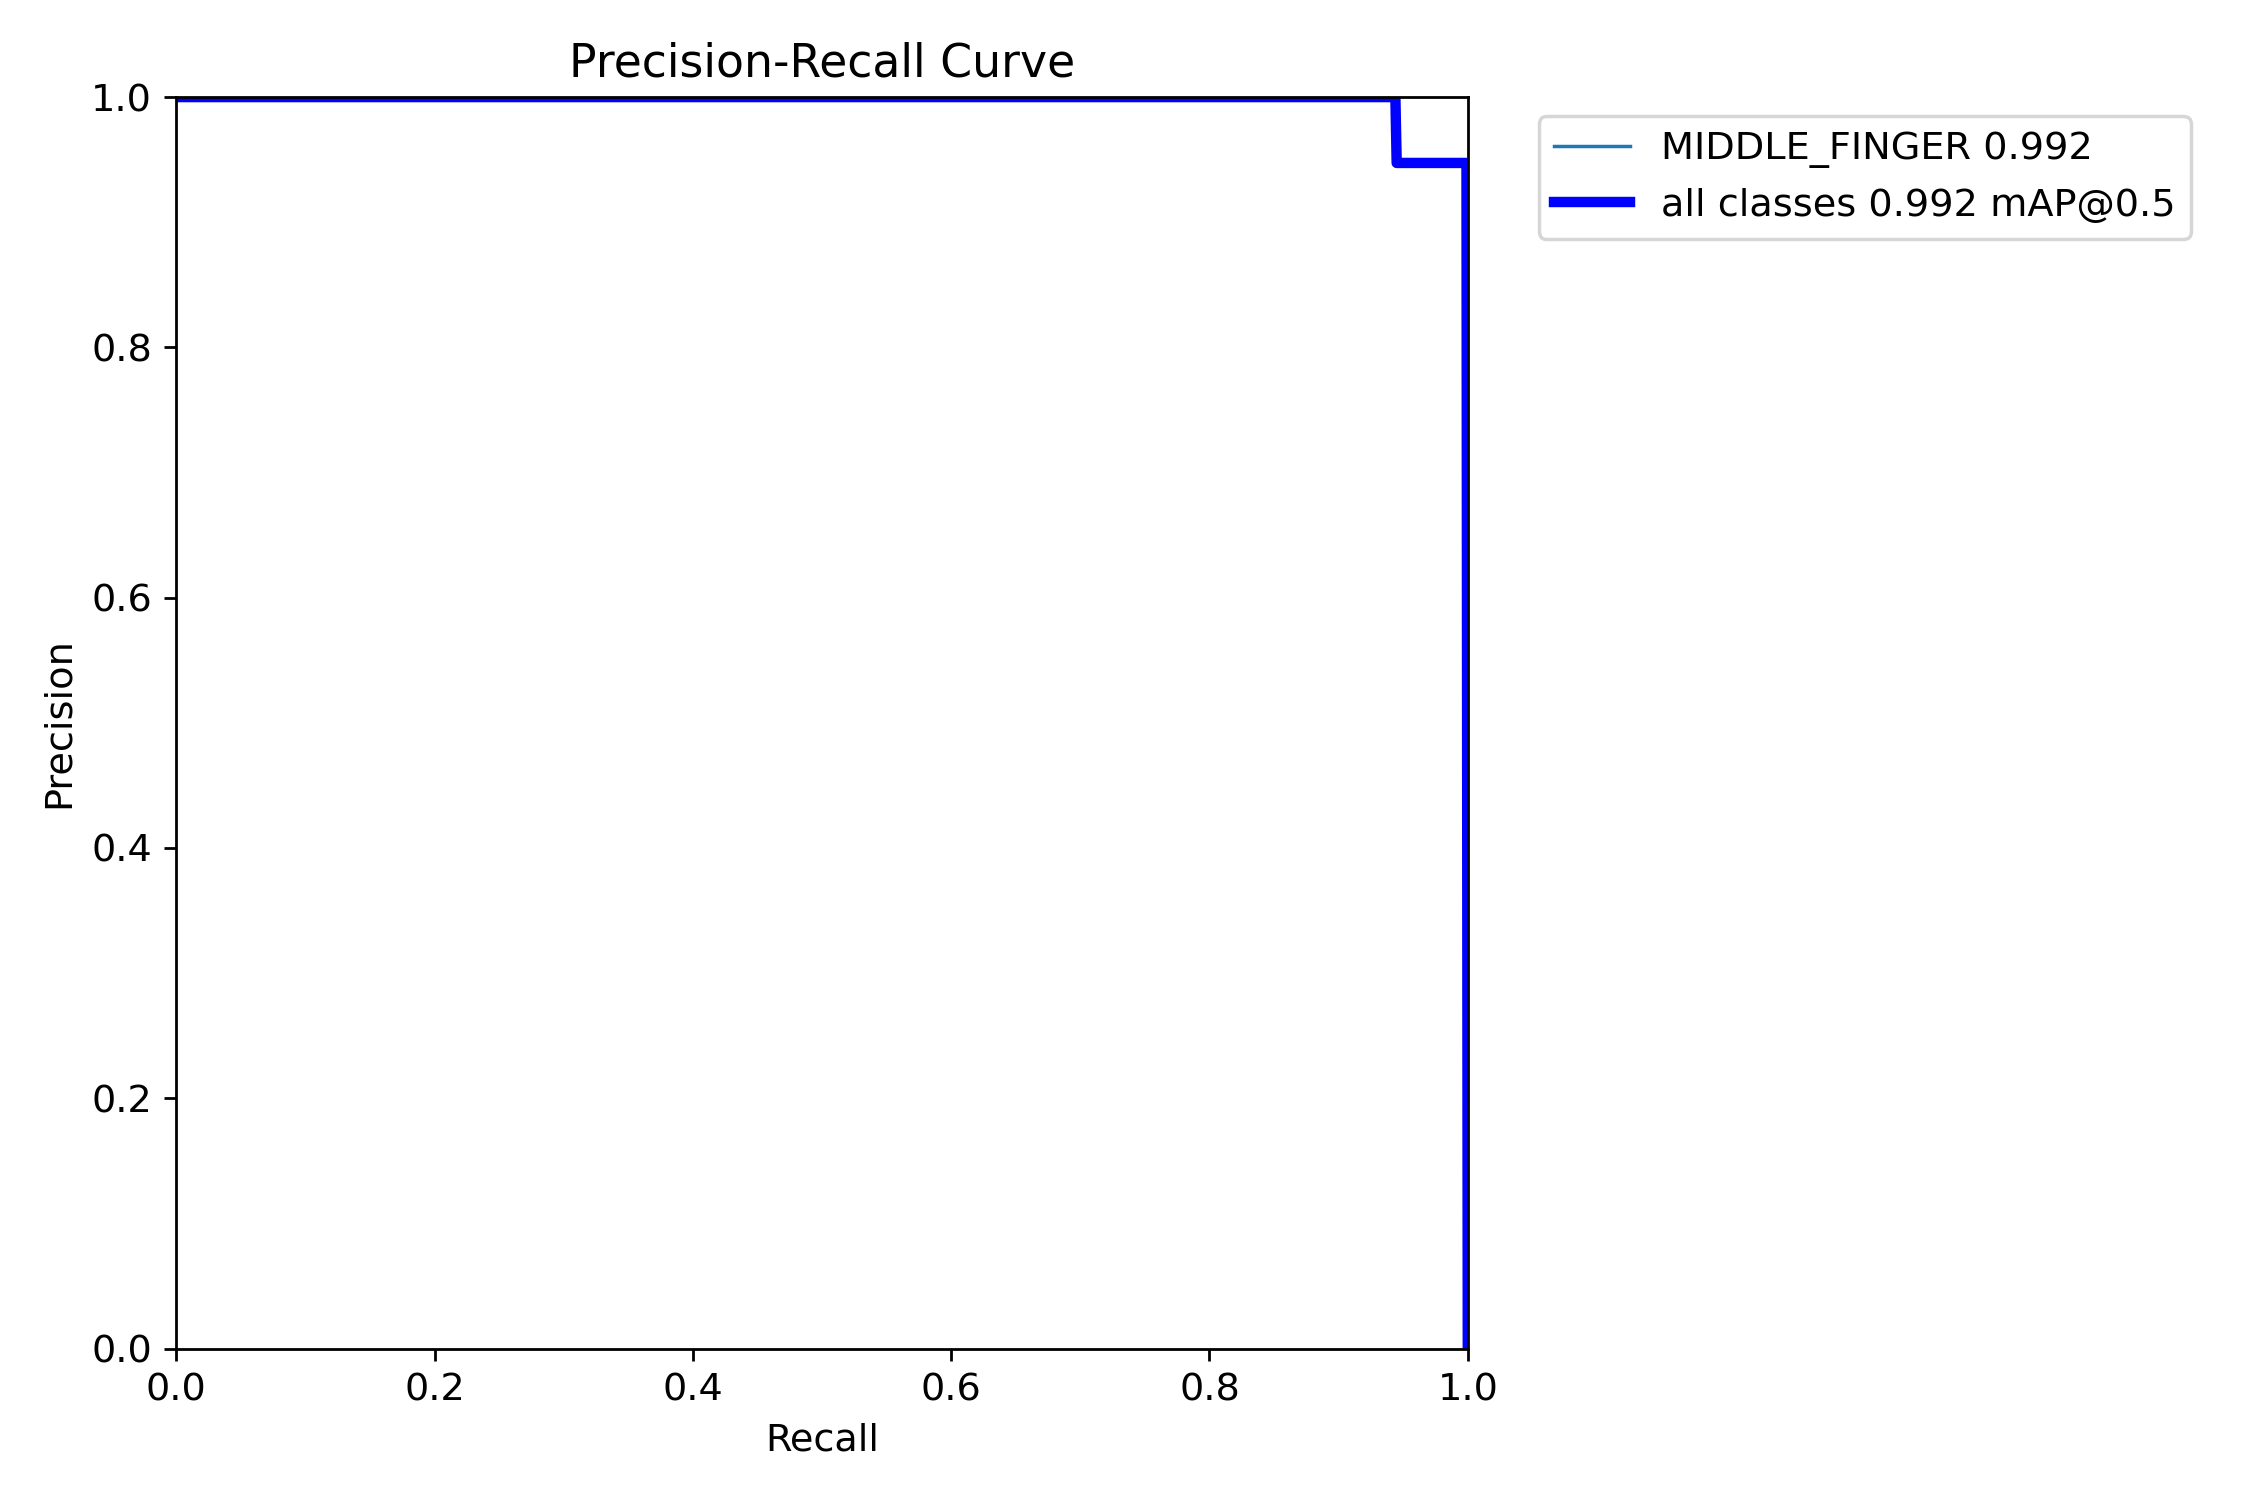 Precision-Recall Curve
1.0
0.8
0.6
0.4
0.2
0.0
Precision
0.0 0.2 0.4 0.6 0.8 1.0
Recall
MIDDLE_FINGER 0.992
all classes 0.992 mAP@0.5